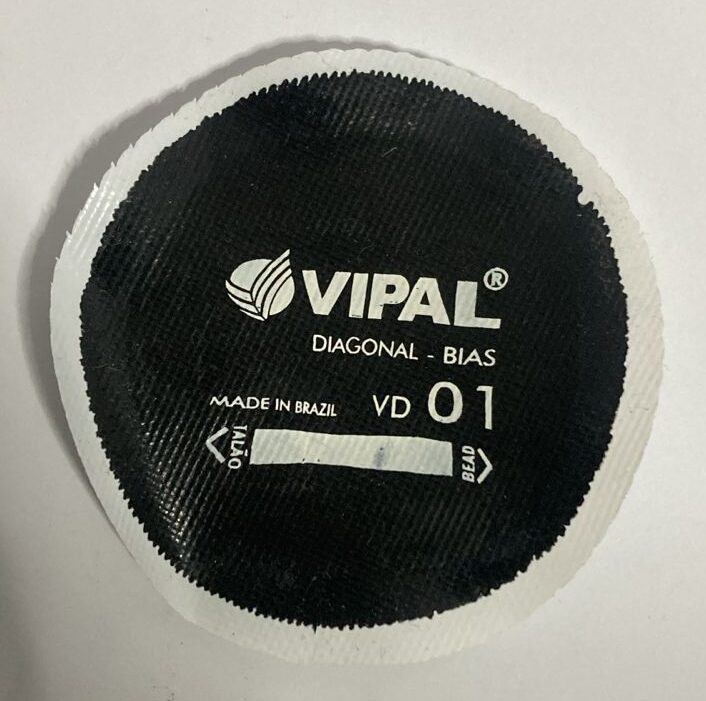 VIPAL®
DIAGONAL - BIAS
MADE IN BRAZIL VD 01
TALÃO
BEAD